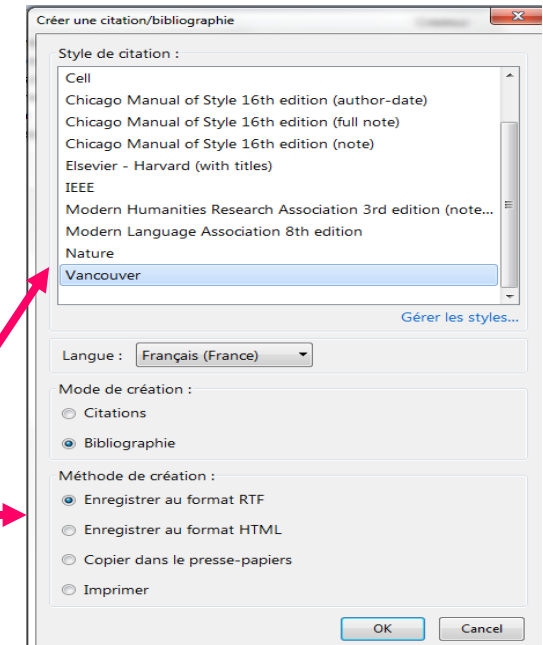 Créer une citation/bibliographie
Style de citation :
Cell
Chicago Manual of Style 16th edition (author-date)
Chicago Manual of Style 16th edition (full note)
Chicago Manual of Style 16th edition (note)
Elsevier - Harvard (with titles)
IEEE
Modern Humanities Research Association 3rd edition (note...
Modern Language Association 8th edition
Nature
Vancouver
Gérer les styles...
Langue : Français (France)
Mode de création :
Citations
Bibliographie
Méthode de création :
Enregistrer au format RTF
Enregistrer au format HTML
Copier dans le presse-papiers
Imprimer
OK Cancel